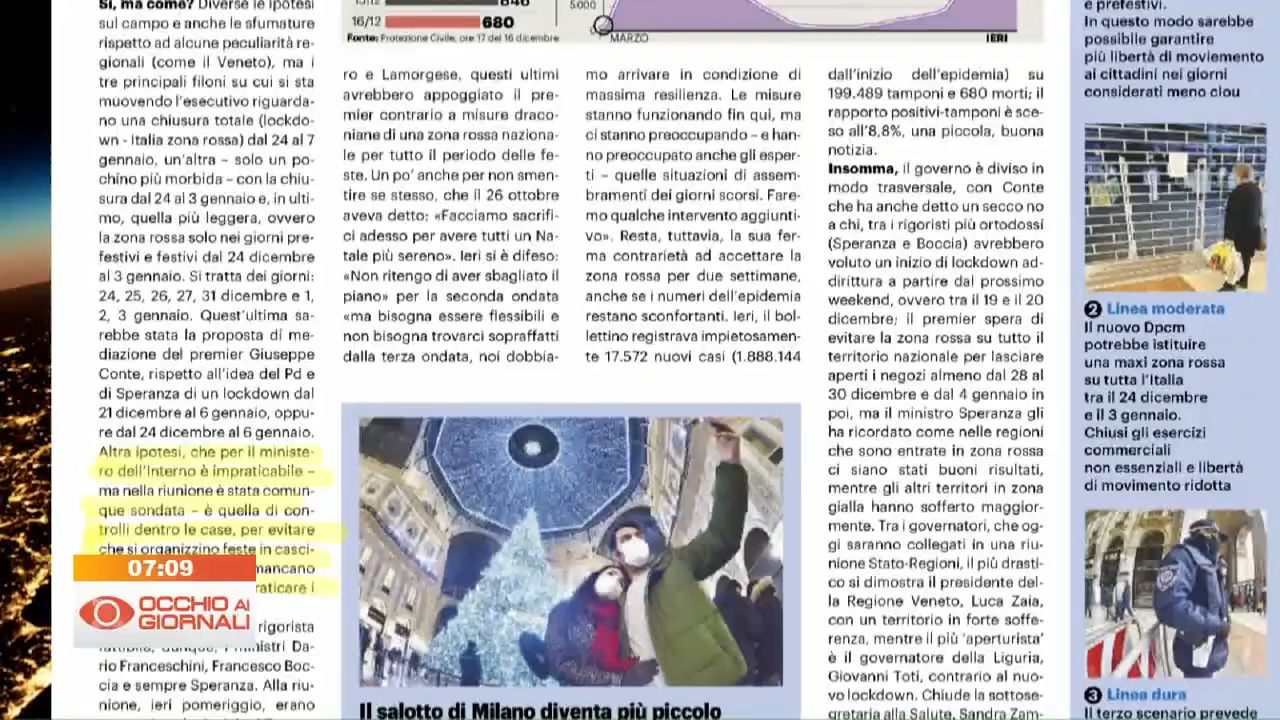 Sì, ma come? Diverse le ipotesi
sul campo e anche le sfumature
rispetto ad alcune peculiarità re-
gionali (come il Veneto), ma i
tre principali filoni su cui si sta
muovendo l'esecutivo riguarda-
no una chiusura totale (lockdo-
wn - Italia zona rossa) dal 24 al 7
gennaio, un'altra – solo un po-
chino più morbida – con la chiu-
sura dal 24 al 3 gennaio e, in ulti-
mo, quella più leggera, ovvero
la zona rossa solo nei giorni pre-
festivi e festivi dal 24 dicembre
al 3 gennaio. Si tratta dei giorni:
24, 25, 26, 27, 31 dicembre e 1,
2, 3 gennaio. Quest'ultima sa-
rebbe stata la proposta di me-
diazione del premier Giuseppe
Conte, rispetto all'idea del Pd e
di Speranza di un lockdown dal
21 dicembre al 6 gennaio, oppu-
re dal 24 dicembre al 6 gennaio.
Altra ipotesi, che per il ministe-
ro dell'Interno è impraticabile –
ma nella riunione è stata comun-
que sondata – è quella di con-
trolli dentro le case, per evitare
che si organizzino feste in casci-
mancano
raticare i
rigorista
ministri Da-
rio Franceschini, Francesco Boc-
cia e sempre Speranza. Alla riu-
nione, ieri pomeriggio, erano
07:09
OCCHIO AI
GIORNALI
16/12 680
5.000
MARZO IERI
Fonte: Protezione Civile, ore 17 del 16 dicembre
ro e Lamorgese, questi ultimi
avrebbero appoggiato il pre-
mier contrario a misure draco-
niane di una zona rossa naziona-
le per tutto il periodo delle fe-
ste. Un po' anche per non smen-
tire se stesso, che il 26 ottobre
aveva detto: «Facciamo sacrifi-
ci adesso per avere tutti un Na-
tale più sereno». Ieri si è difeso:
«Non ritengo di aver sbagliato il
piano» per la seconda ondata
«ma bisogna essere flessibili e
non bisogna trovarci sopraffatti
dalla terza ondata, noi dobbia-
mo arrivare in condizione di
massima resilienza. Le misure
stanno funzionando fin qui, ma
ci stanno preoccupando – e han-
no preoccupato anche gli esper-
ti – quelle situazioni di assem-
bramenti dei giorni scorsi. Fare-
mo qualche intervento aggiunti-
vo». Resta, tuttavia, la sua fer-
ma contrarietà ad accettare la
zona rossa per due settimane,
anche se i numeri dell'epidemia
restano sconfortanti. Ieri, il bol-
lettino registrava impietosamen-
te 17.572 nuovi casi (1.888.144
Il salotto di Milano diventa più piccolo
dall'inizio dell'epidemia) su
199.489 tamponi e 680 morti; il
rapporto positivi-tamponi è sce-
so all'8,8%, una piccola, buona
notizia.
Insomma, il governo è diviso in
modo trasversale, con Conte
che ha anche detto un secco no
a chi, tra i rigoristi più ortodossi
(Speranza e Boccia) avrebbero
voluto un inizio di lockdown ad-
dirittura a partire dal prossimo
weekend, ovvero tra il 19 e il 20
dicembre; il premier spera di
evitare la zona rossa su tutto il
territorio nazionale per lasciare
aperti i negozi almeno dal 28 al
30 dicembre e dal 4 gennaio in
poi, ma il ministro Speranza gli
ha ricordato come nelle regioni
che sono entrate in zona rossa
ci siano stati buoni risultati,
mentre gli altri territori in zona
gialla hanno sofferto maggior-
mente. Tra i governatori, che og-
gi saranno collegati in una riu-
nione Stato-Regioni, il più drasti-
co si dimostra il presidente del-
la Regione Veneto, Luca Zaia,
con un territorio in forte soffe-
renza, mentre il più 'aperturista'
è il governatore della Liguria,
Giovanni Toti, contrario al nuo-
vo lockdown. Chiude la sottose-
gretaria alla Salute, Sandra Zam-
e prefestivi.
In questo modo sarebbe
possibile garantire
più libertà di moviemento
ai cittadini nei giorni
considerati meno clou
2 Linea moderata
Il nuovo Dpcm
potrebbe istituire
una maxi zona rossa
su tutta l'Italia
tra il 24 dicembre
e il 3 gennaio.
Chiusi gli esercizi
commerciali
non essenziali e libertà
di movimento ridotta
3 Linea dura
Il terzo scenario prevede